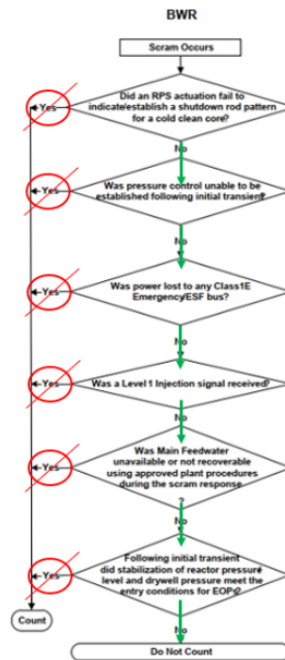 BWR
Scram Occurs
Did an RPS actuation fail to
indicate/establish a shutdown rod pattern
for a cold clean core?
Yes
No
Was pressure control unable to be
established following initial transient?
Yes
No
Was power lost to any Class1E
Emergency/ESF bus?
Yes
No
Was a Level 1 Injection signal received?
Yes
No
Was Main Feedwater
unavailable or not recoverable
using approved plant procedures
during the scram response
?
Yes
No
Following initial transient
did stabilization of reactor pressure
level and drywell pressure meet the
entry conditions for EOPs?
Yes
No
Count
Do Not Count